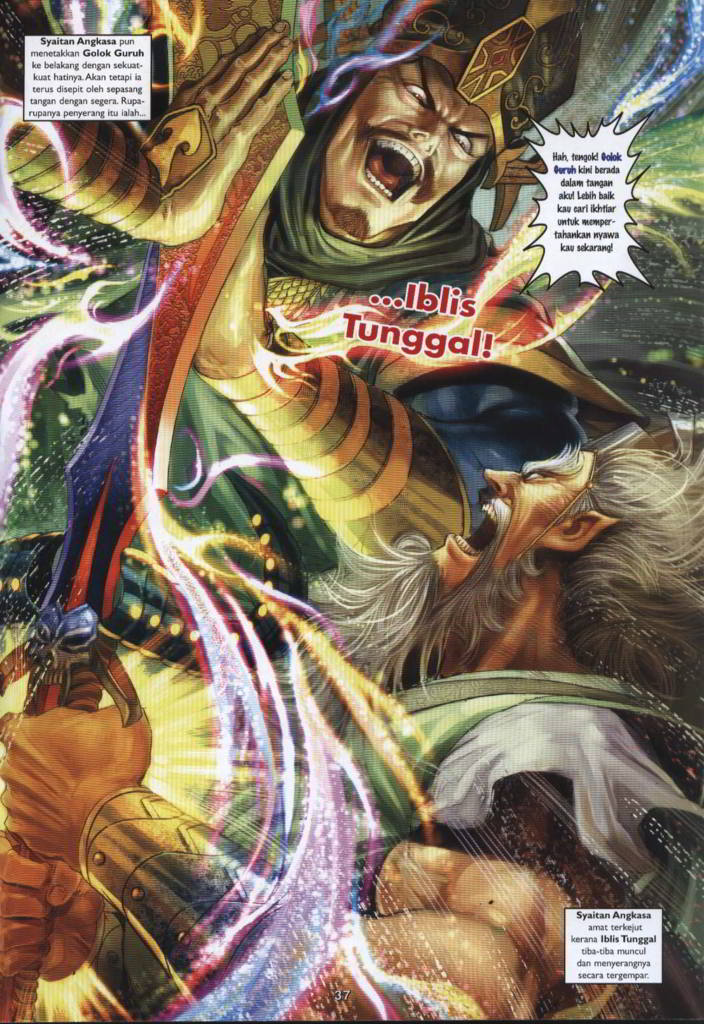 Syaitan Angkasa pun
menetakkan Golok Guruh
ke belakang dengan sekuat-
kuat hatinya. Akan tetapi ia
terus disepit oleh sepasang
tangan dengan segera. Rupa-
rupanya penyerang itu ialah...
Hah, tengok! Golok
Guruh kini berada
dalam tangan
aku! Lebih baik
kau cari ikhtiar
untuk memper-
tahankan nyawa
kau sekarang!
...Iblis
Tunggal!
Syaitan Angkasa
amat terkejut
kerana Iblis Tunggal
tiba-tiba muncul
dan menyerangnya
secara tergempar.
37